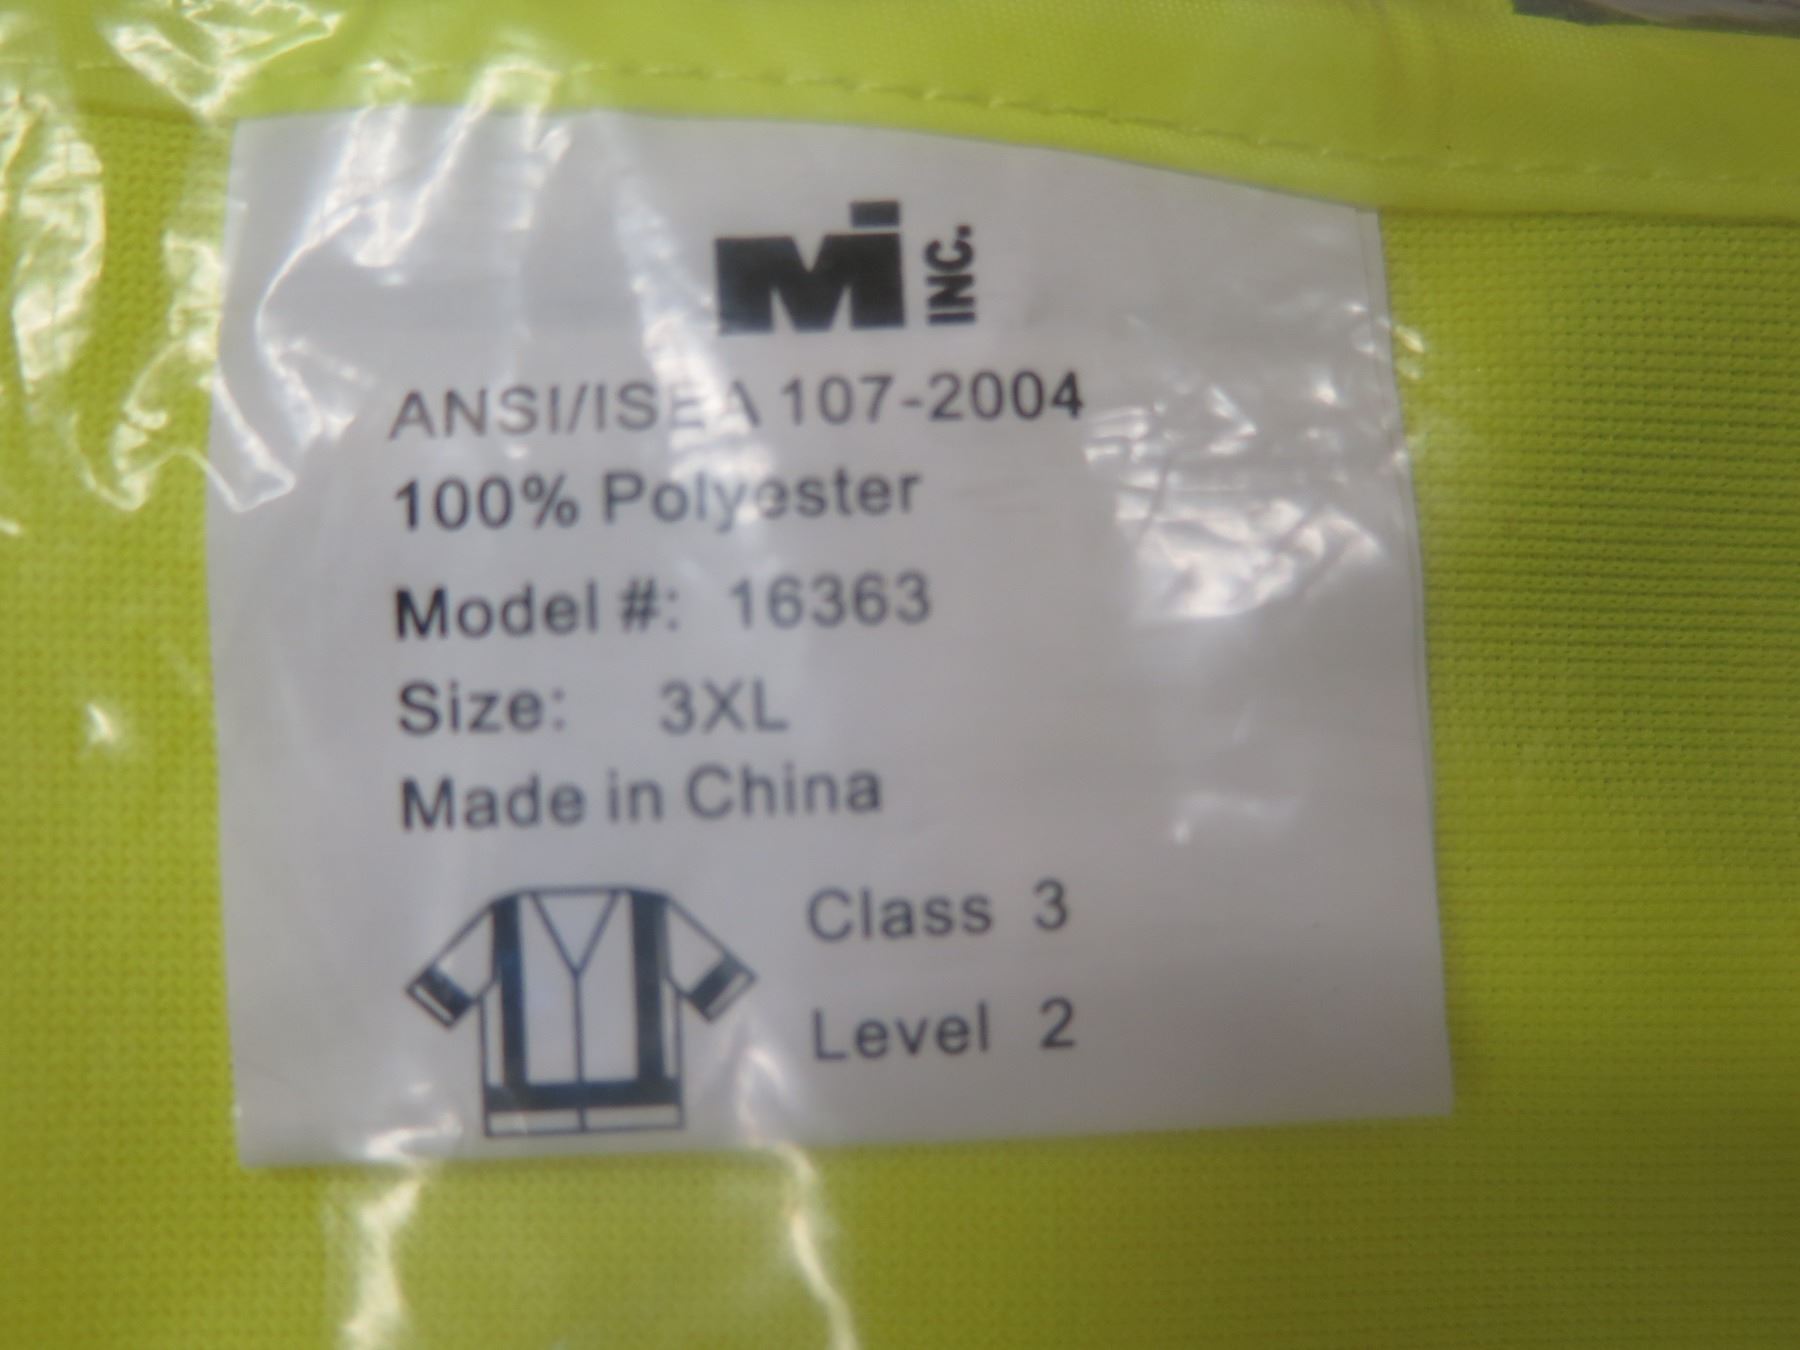 Mi INC.
ANSI/ISEA 107-2004
100% Polyester
Model #: 16363
Size: 3XL
Made in China
Class 3
Level 2